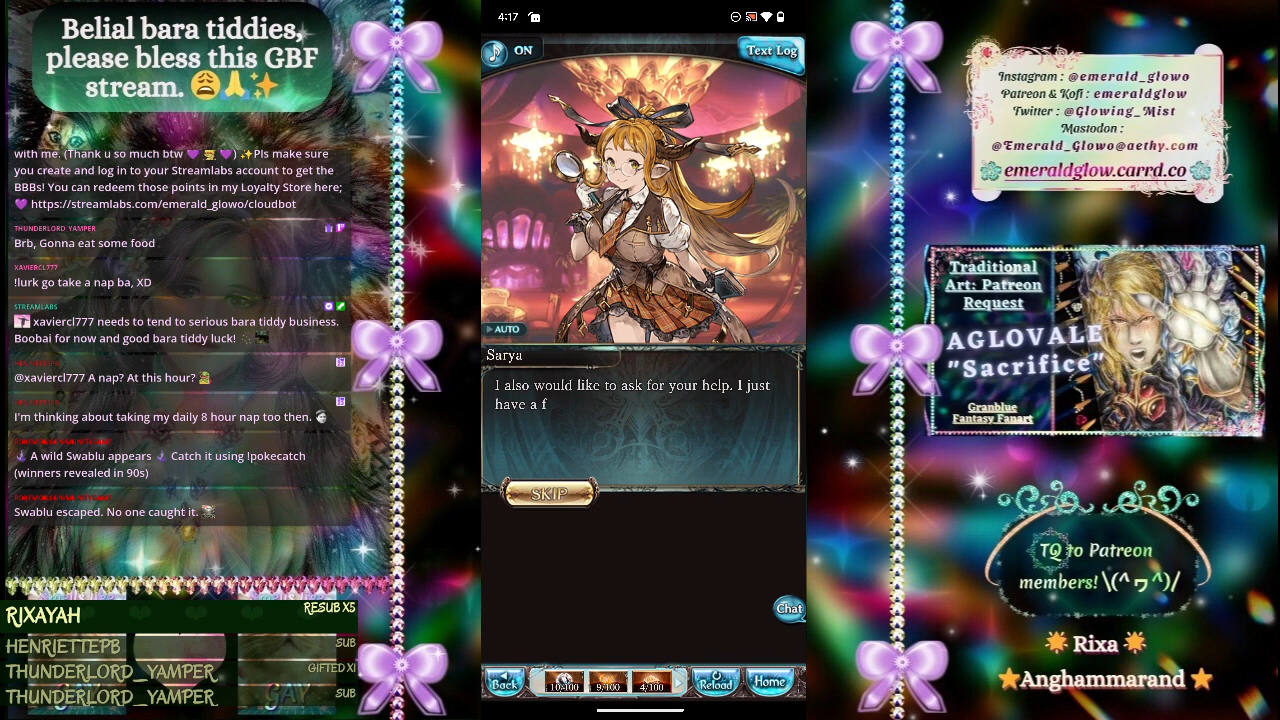 Belial bara tiddies,
please bless this GBF
stream. 😩🙏✨
with me. (Thank u so much btw 💜 💜) ✨Pls make sure
you create and log in to your Streamlabs account to get the
BBBs! You can redeem those points in my Loyalty Store here;
💜 https://streamlabs.com/emerald_glowo/cloudbot
THUNDERLORD_YAMPER
Brb, Gonna eat some food
XAVIERCL777
!lurk go take a nap ba, XD
STREAMLABS
xaviercl777 needs to tend to serious bara tiddy business.
Boobai for now and good bara tiddy luck!
@xaviercl777 A nap? At this hour?
I'm thinking about taking my daily 8 hour nap too then.
A wild Swablu appears Catch it using !pokecatch
(winners revealed in 90s)
Swablu escaped. No one caught it.
RIXAYAH RESUB X5
HENRIETTEPB SUB
THUNDERLORD_YAMPER GIFTED X1
THUNDERLORD_YAMPER SUB
GAY
4:17
ON
Text Log
AUTO
Sarya
I also would like to ask for your help. I just
have a f
SKIP
Chat
Back
10/100
9/100
4/100
Reload
Home
Instagram : @emerald_glowo
Patreon & Kofi : emeraldglow
Twitter : @Glowing_Mist
Mastodon :
@Emerald_Glowo@aethy.com
emeraldglow.carrd.co
Traditional
Art: Patreon
Request
AGLOVALE
"Sacrifice"
Granblue
Fantasy Fanart
TQ to Patreon
members! \(^ヮ^)/
🌟 Rixa 🌟
⭐Anghammarand ⭐